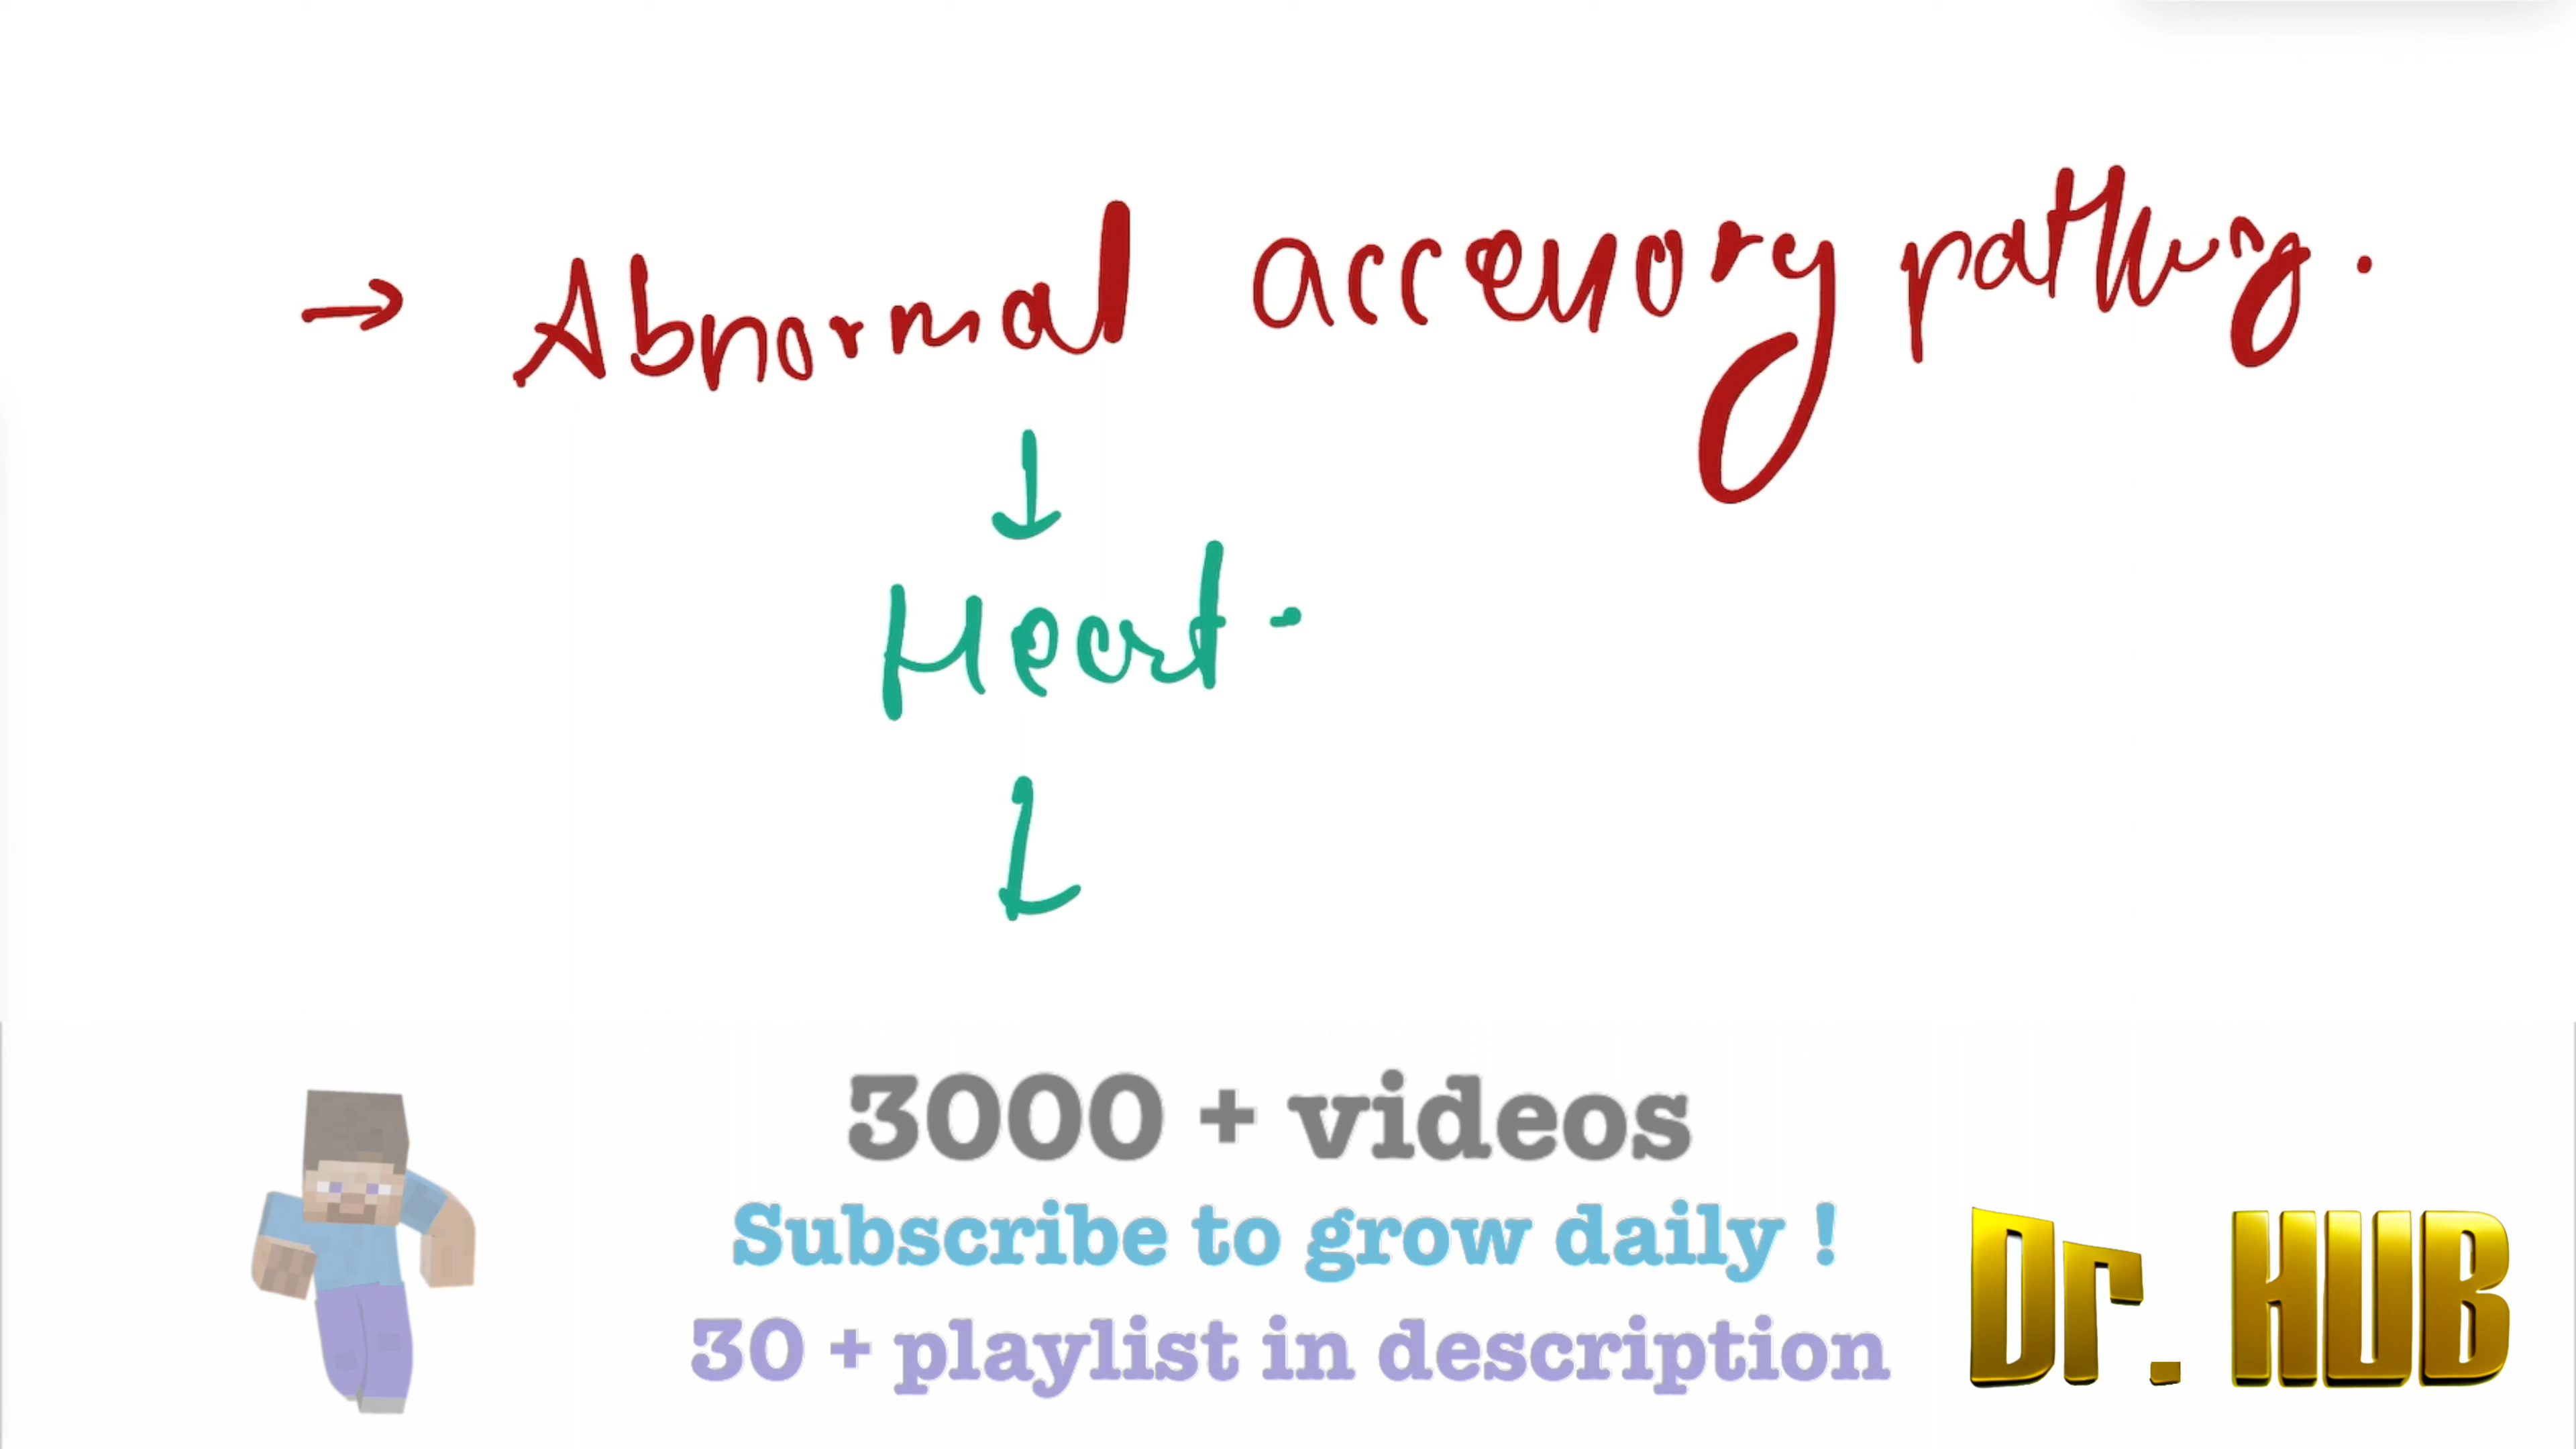 → Abnormal accessory pathway.
↓
Heart.
↓
3000 + videos
Subscribe to grow daily !
30 + playlist in description
Dr. HUB